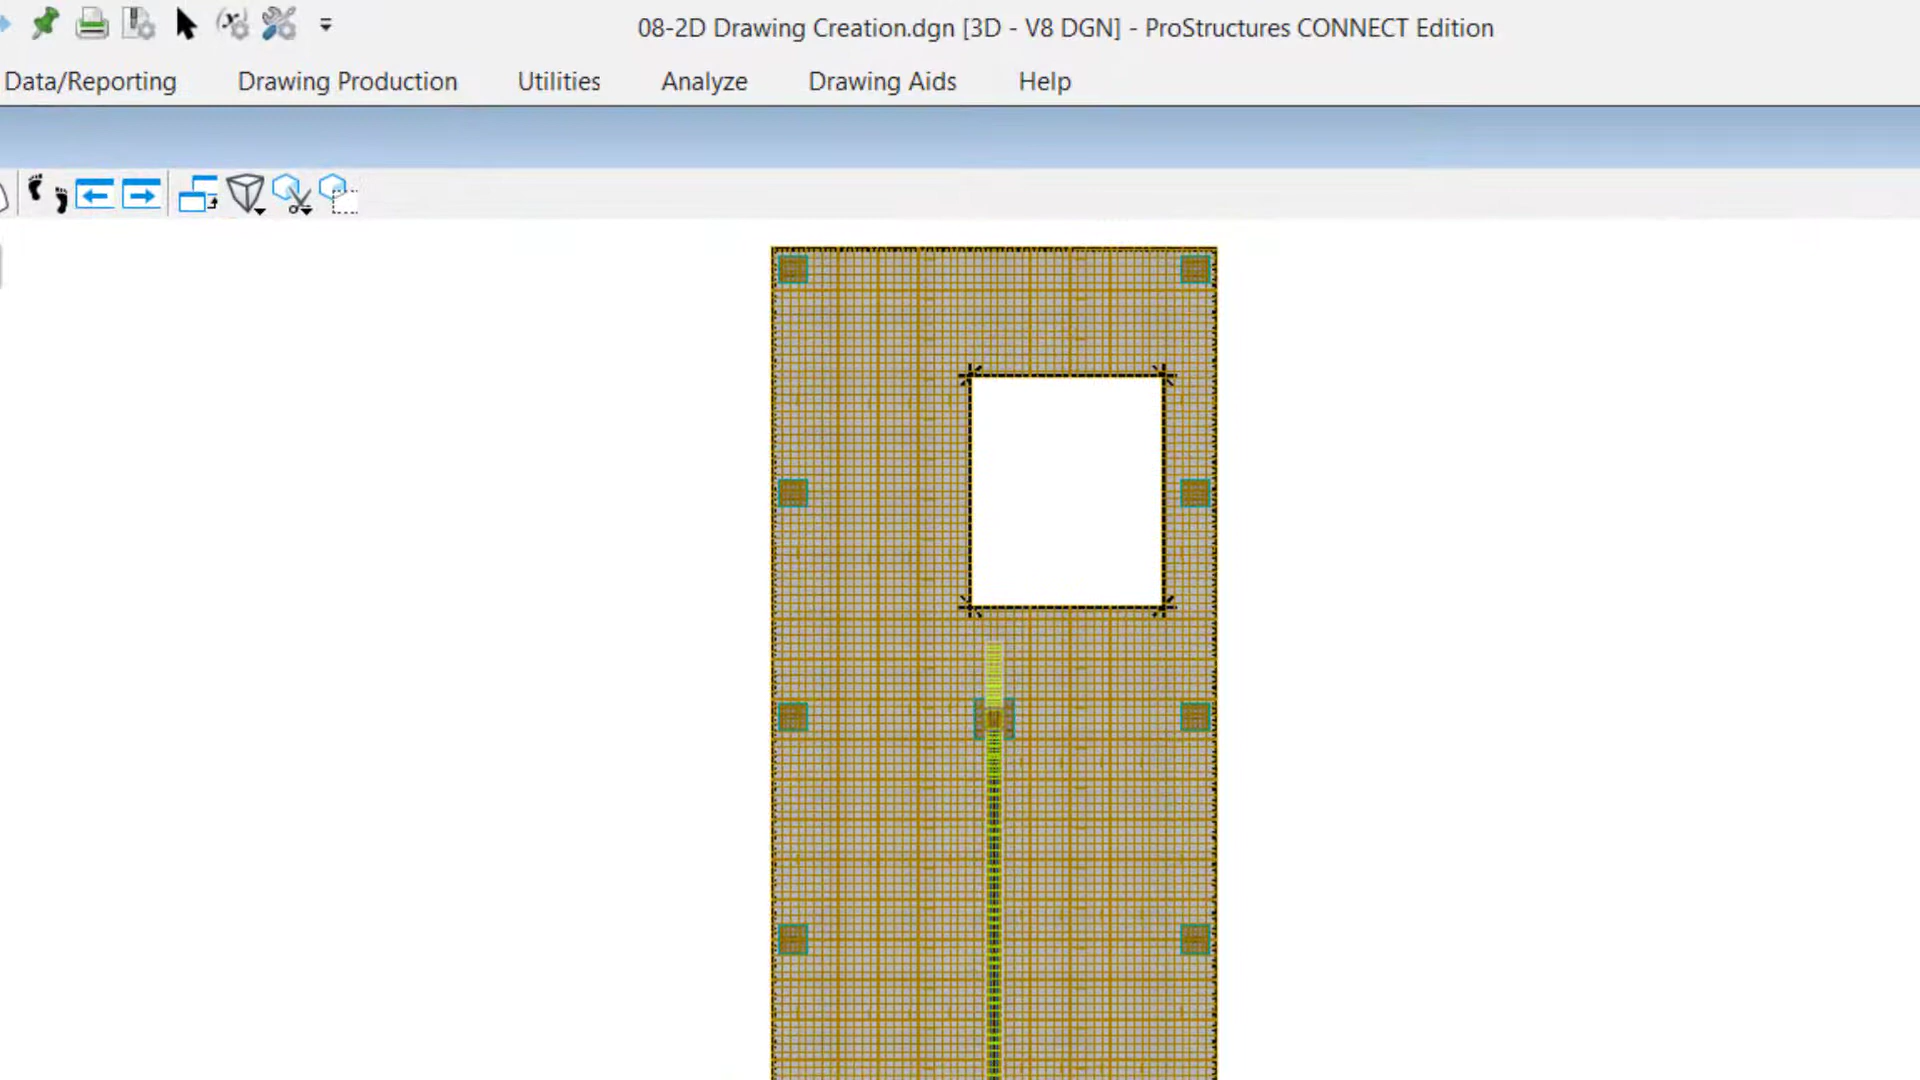 08-2D Drawing Creation.dgn [3D - V8 DGN] - ProStructures CONNECT Edition
Data/Reporting Drawing Production Utilities Analyze Drawing Aids Help